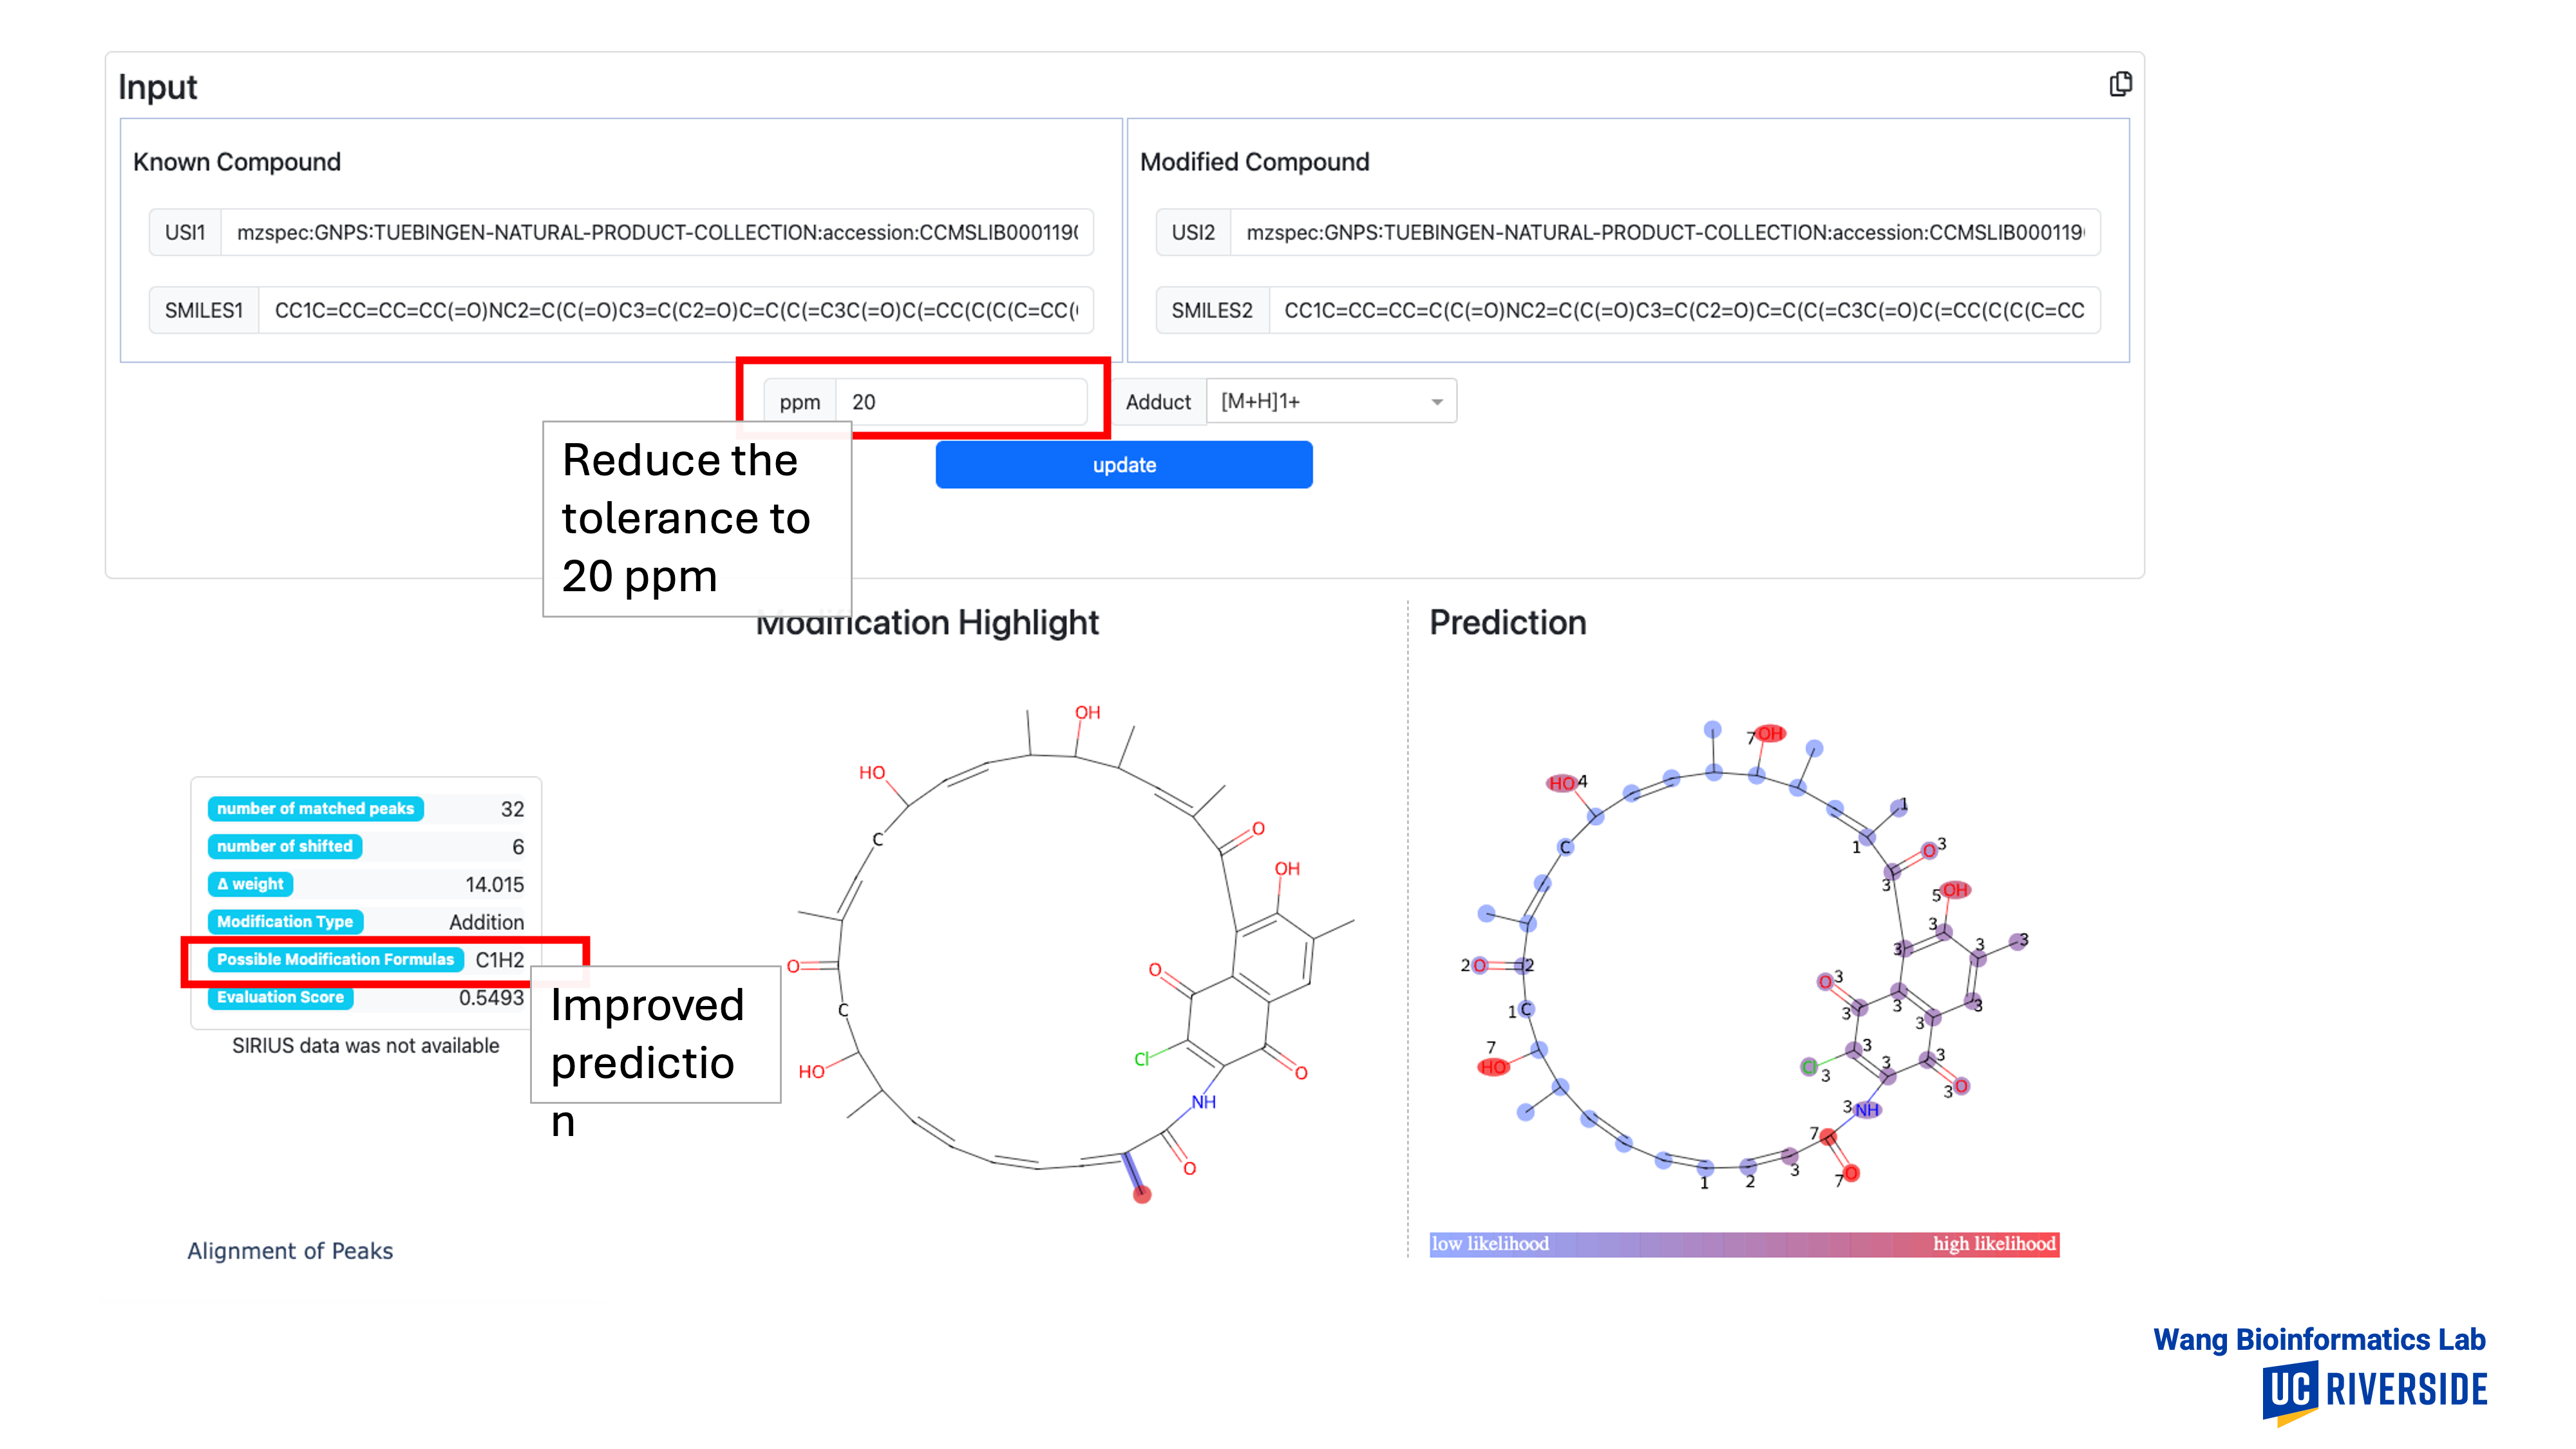 Input
Known Compound
Modified Compound
USI1 mzspec:GNPS:TUEBINGEN-NATURAL-PRODUCT-COLLECTION:accession:CCMSLIB000119
USI2 mzspec:GNPS:TUEBINGEN-NATURAL-PRODUCT-COLLECTION:accession:CCMSLIB000119
SMILES1 CC1C=CC=CC=CC(=O)NC2=C(C(=O)C3=C(C2=O)C=C(C(=C3C(=O)C(=CC(C(C(C=CC(
SMILES2 CC1C=CC=CC=C(C(=O)NC2=C(C(=O)C3=C(C2=O)C=C(C(=C3C(=O)C(=CC(C(C(C=CC
ppm 20
Adduct [M+H]1+
update
Reduce the
tolerance to
20 ppm
Modification Highlight
Prediction
number of matched peaks 32
number of shifted 6
Δ weight 14.015
Modification Type Addition
Possible Modification Formulas C1H2
Evaluation Score 0.5493
SIRIUS data was not available
Improved
predictio
n
OH
HO
C
O
OH
O
O
C
Cl
HO
O
NH
O
7 OH
HO 4
1
C
1
O 3
3
5 OH
3
3
3
3
2 O
2
O 3
3
3
3
3
1 C
7
HO
3
3
3
Cl 3
3 O
3 NH
7
7 O
3
2
1
low likelihood
high likelihood
Alignment of Peaks
Wang Bioinformatics Lab
UC RIVERSIDE